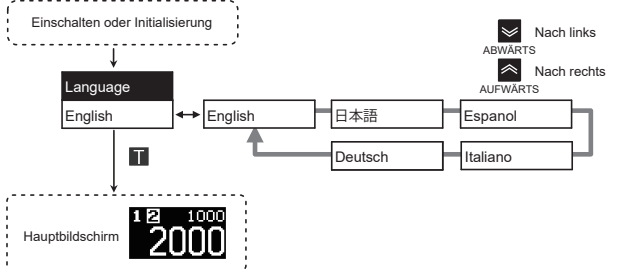 Einschalten oder Initialisierung
Nach links
ABWÄRTS
Nach rechts
AUFWÄRTS
Language
English
English
日本語
Espanol
Deutsch
Italiano
T
Hauptbildschirm
1 2 1000
2000